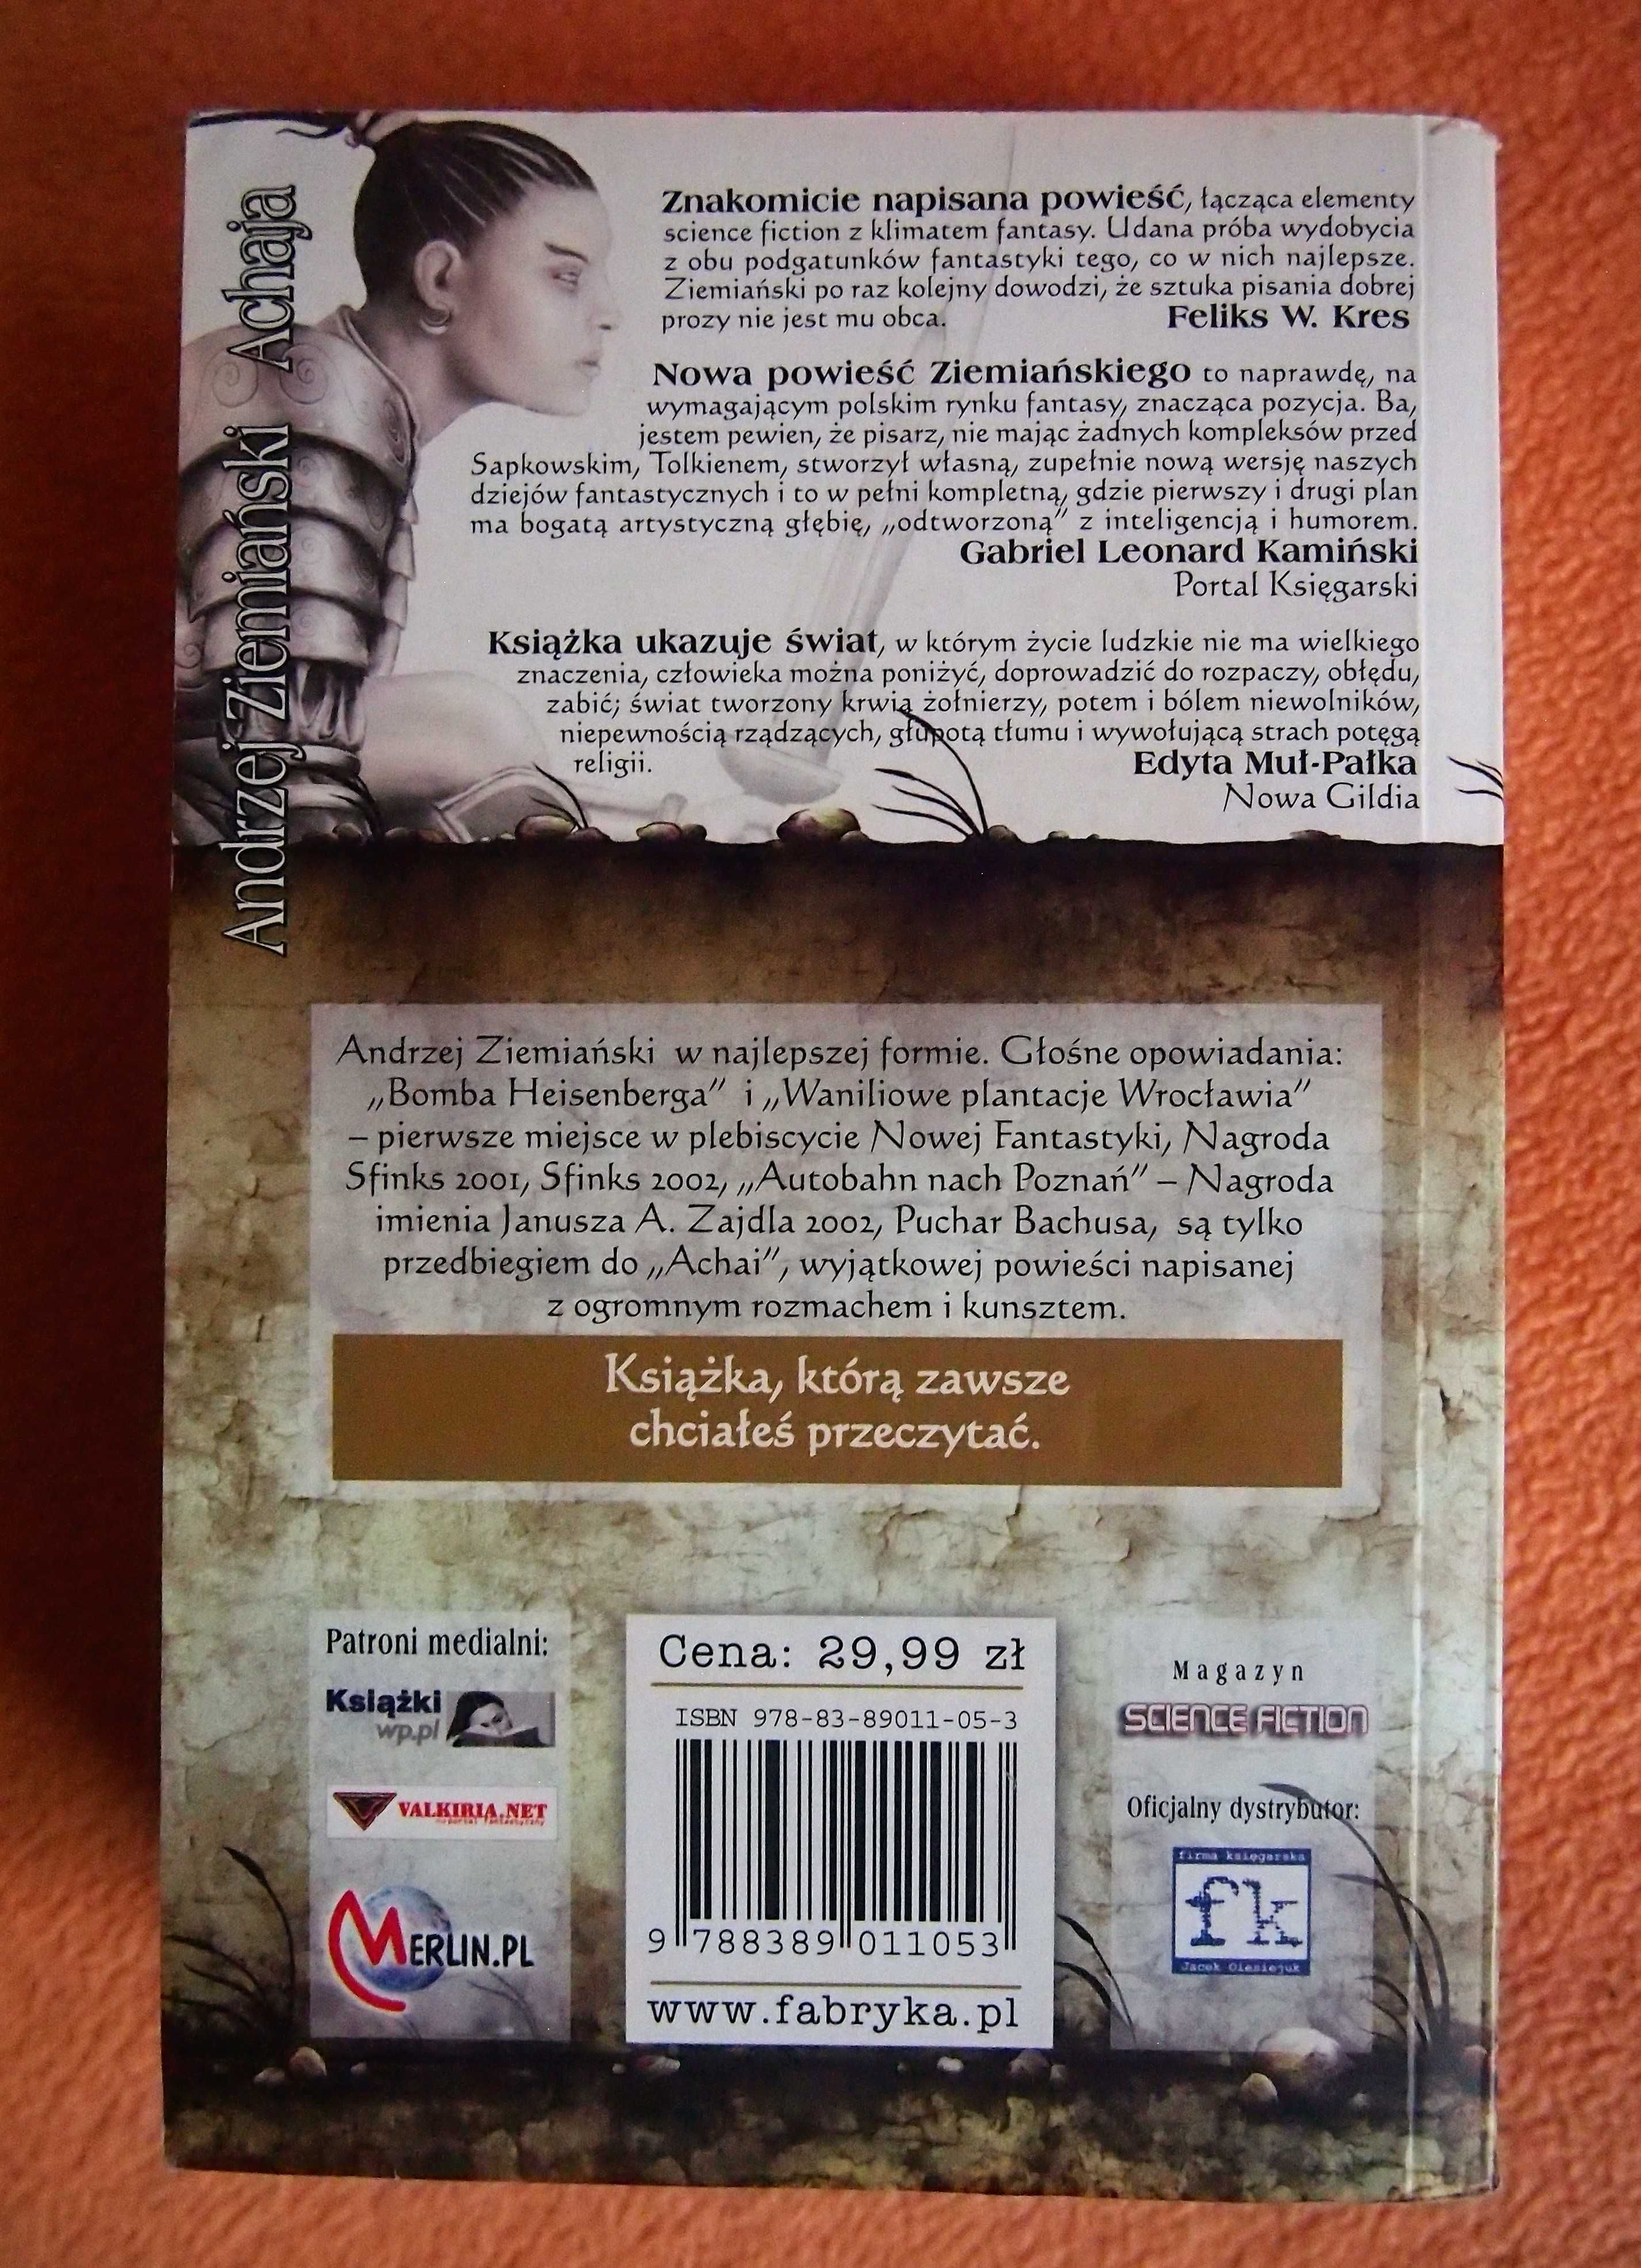 Andrzej Ziemiański Achaja
Znakomicie napisana powieść, łącząca elementy
science fiction z klimatem fantasy. Udana próba wydobycia
z obu podgatunków fantastyki tego, co w nich najlepsze.
Ziemiański po raz kolejny dowodzi, że sztuka pisania dobrej
prozy nie jest mu obca. Feliks W. Kres
Nowa powieść Ziemiańskiego to naprawdę, na
wymagającym polskim rynku fantasy, znacząca pozycja. Ba,
jestem pewien, że pisarz, nie mając żadnych kompleksów przed
Sapkowskim, Tolkienem, stworzył własną, zupełnie nową wersję naszych
dziejów fantastycznych i to w pełni kompletną, gdzie pierwszy i drugi plan
ma bogatą artystyczną głębię, „odtworzoną” z inteligencją i humorem.
Gabriel Leonard Kamiński
Portal Księgarski
Książka ukazuje świat, w którym życie ludzkie nie ma wielkiego
znaczenia, człowieka można poniżyć, doprowadzić do rozpaczy, obłędu,
zabić; świat tworzony krwią żołnierzy, potem i bólem niewolników,
niepewnością rządzących, głupotą tłumu i wywołującą strach potęgą
religii. Edyta Muł-Pałka
Nowa Gildia
Andrzej Ziemiański w najlepszej formie. Głośne opowiadania:
„Bomba Heisenberga” i „Waniliowe plantacje Wrocławia”
– pierwsze miejsce w plebiscycie Nowej Fantastyki, Nagroda
Sfinks 2001, Sfinks 2002, „Autobahn nach Poznań” – Nagroda
imienia Janusza A. Zajdla 2002, Puchar Bachusa, są tylko
przedbiegiem do „Achai”, wyjątkowej powieści napisanej
z ogromnym rozmachem i kunsztem.
Książka, którą zawsze
chciałeś przeczytać.
Patroni medialni:
Książki
wp.pl
VALKIRIA.NET
portal fantastyczny
MERLIN.PL
Cena: 29,99 zł
ISBN 978-83-89011-05-3
9 788389 011053
www.fabryka.pl
Magazyn
SCIENCE FICTION
Oficjalny dystrybutor:
firma księgarska
fk
Jacek Olesiejuk